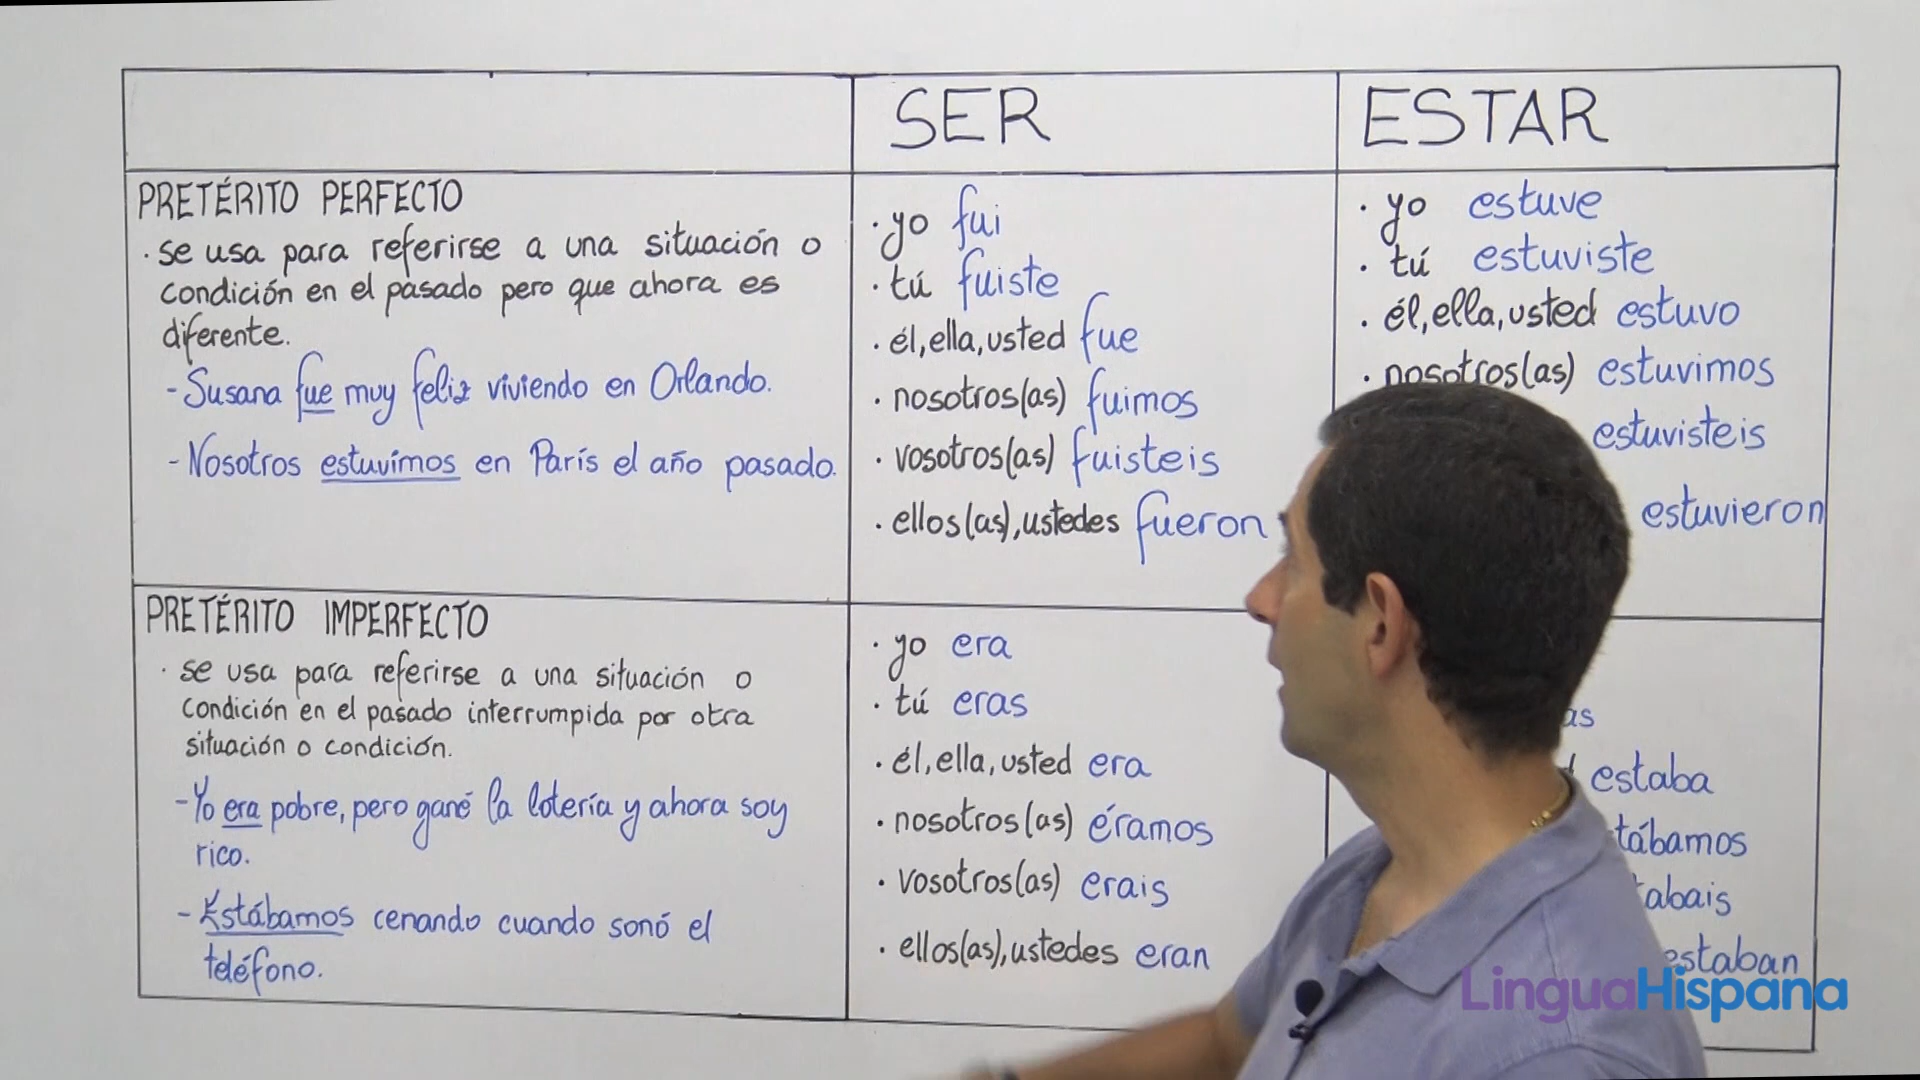 SER
ESTAR
PRETÉRITO PERFECTO
· se usa para referirse a una situación o
condición en el pasado pero que ahora es
diferente.
- Susana fue muy feliz viviendo en Orlando.
- Nosotros estuvimos en París el año pasado.
· yo fui
· tú fuiste
· él, ella, usted fue
· nosotros(as) fuimos
· vosotros(as) fuisteis
· ellos(as), ustedes fueron
· yo estuve
· tú estuviste
· él, ella, usted estuvo
· nosotros(as) estuvimos
estuvisteis
estuvieron
PRETÉRITO IMPERFECTO
· se usa para referirse a una situación o
condición en el pasado interrumpida por otra
situación o condición.
- Yo era pobre, pero gané la lotería y ahora soy
rico.
- Estábamos cenando cuando sonó el
teléfono.
· yo era
· tú eras
· él, ella, usted era
· nosotros(as) éramos
· vosotros(as) erais
· ellos(as), ustedes eran
as
estaba
tábamos
abais
estaban
LinguaHispana